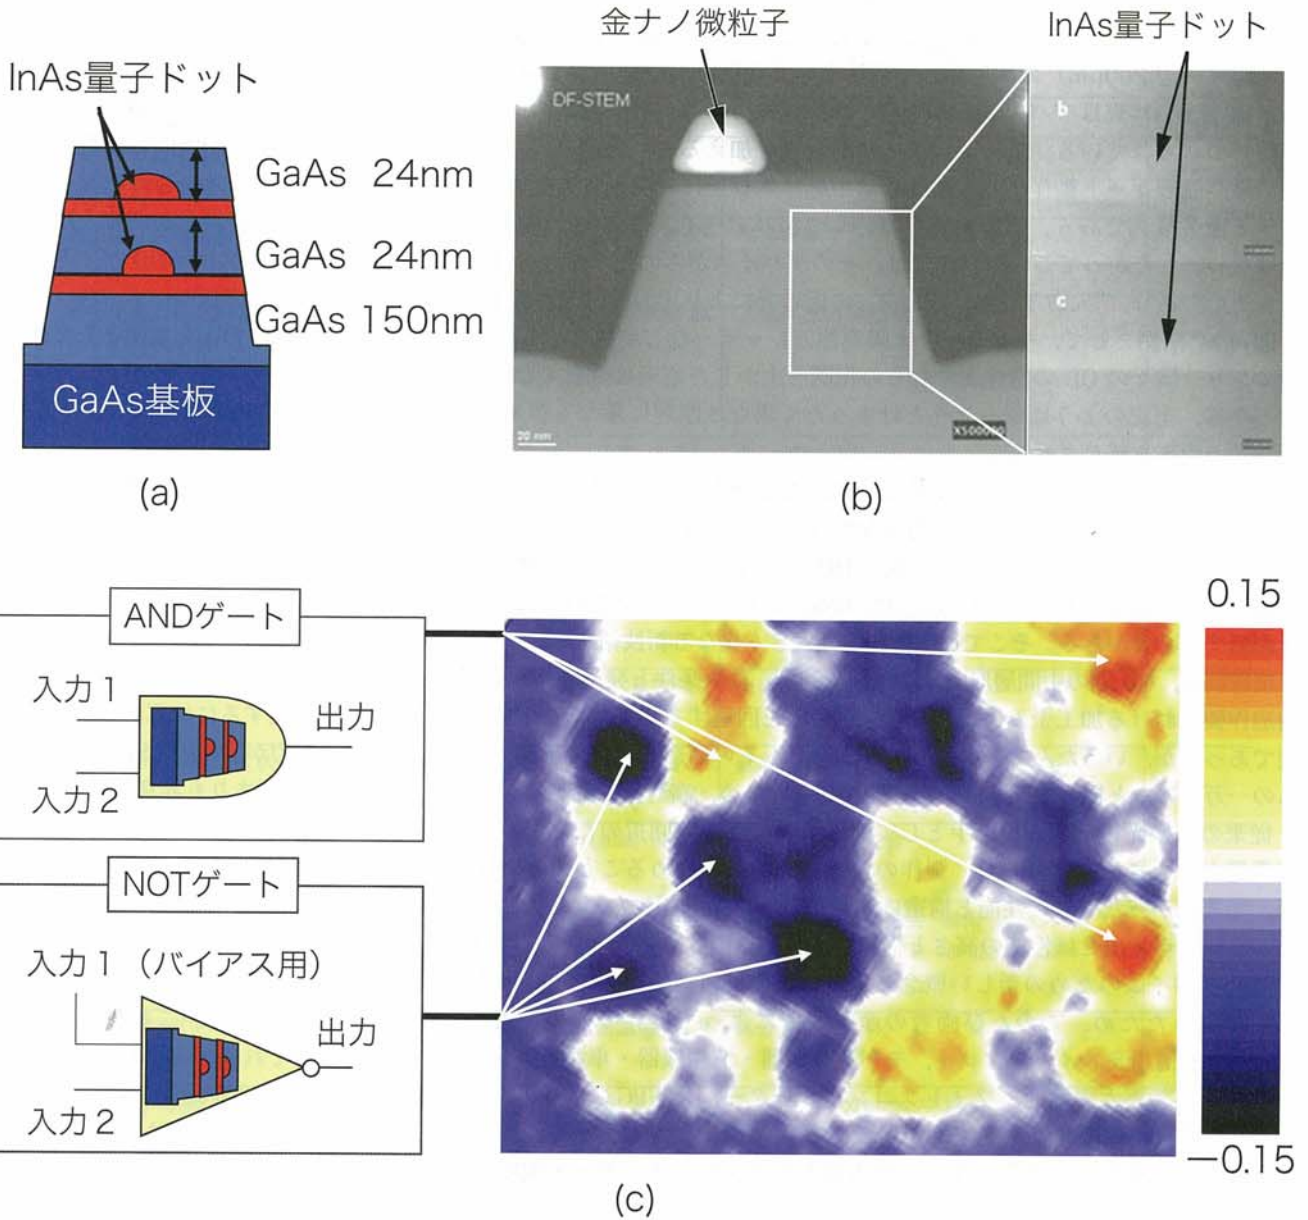 InAs量子ドット
GaAs 24nm
GaAs 24nm
GaAs 150nm
GaAs基板
(a)
金ナノ微粒子
InAs量子ドット
DF-STEM
b
c
20 nm
X500000
(b)
ANDゲート
入力1
入力2
出力
NOTゲート
入力1（バイアス用）
入力2
出力
0.15
−0.15
(c)